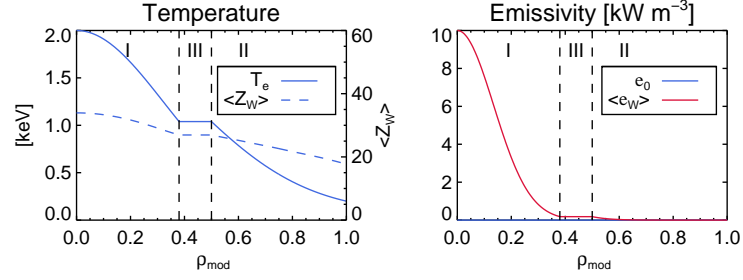 Temperature
2.0
1.5
1.0
0.5
0.0
[keV]
60
40
20
0
<Z_W>
I
III
II
T_e
<Z_W>
0.0 0.2 0.4 0.6 0.8 1.0
ρ_mod
Emissivity [kW m⁻³]
10
8
6
4
2
0
I
III
II
e_0
<e_W>
0.0 0.2 0.4 0.6 0.8 1.0
ρ_mod